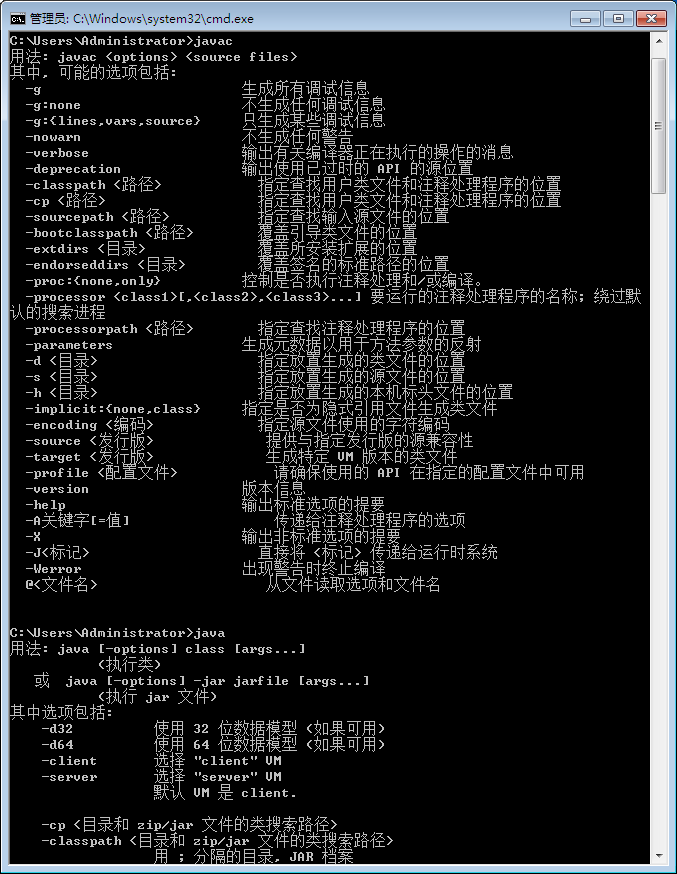 管理员: C:\Windows\system32\cmd.exe
C:\Users\Administrator>javac
用法: javac <options> <source files>
其中, 可能的选项包括:
-g 生成所有调试信息
-g:none 不生成任何调试信息
-g:{lines,vars,source} 只生成某些调试信息
-nowarn 不生成任何警告
-verbose 输出有关编译器正在执行的操作的消息
-deprecation 输出使用已过时的 API 的源位置
-classpath <路径> 指定查找用户类文件和注释处理程序的位置
-cp <路径> 指定查找用户类文件和注释处理程序的位置
-sourcepath <路径> 指定查找输入源文件的位置
-bootclasspath <路径> 覆盖引导类文件的位置
-extdirs <目录> 覆盖所安装扩展的位置
-endorseddirs <目录> 覆盖签名的标准路径的位置
-proc:{none,only} 控制是否执行注释处理和/或编译。
-processor <class1>[,<class2>,<class3>...] 要运行的注释处理程序的名称; 绕过默
认的搜索进程
-processorpath <路径> 指定查找注释处理程序的位置
-parameters 生成元数据以用于方法参数的反射
-d <目录> 指定放置生成的类文件的位置
-s <目录> 指定放置生成的源文件的位置
-h <目录> 指定放置生成的本机标头文件的位置
-implicit:{none,class} 指定是否为隐式引用文件生成类文件
-encoding <编码> 指定源文件使用的字符编码
-source <发行版> 提供与指定发行版的源兼容性
-target <发行版> 生成特定 VM 版本的类文件
-profile <配置文件> 请确保使用的 API 在指定的配置文件中可用
-version 版本信息
-help 输出标准选项的提要
-A关键字[=值] 传递给注释处理程序的选项
-X 输出非标准选项的提要
-J<标记> 直接将 <标记> 传递给运行时系统
-Werror 出现警告时终止编译
@<文件名> 从文件读取选项和文件名
C:\Users\Administrator>java
用法: java [-options] class [args...]
(执行类)
或 java [-options] -jar jarfile [args...]
(执行 jar 文件)
其中选项包括:
-d32 使用 32 位数据模型 (如果可用)
-d64 使用 64 位数据模型 (如果可用)
-client 选择 "client" VM
-server 选择 "server" VM
默认 VM 是 client.
-cp <目录和 zip/jar 文件的类搜索路径>
-classpath <目录和 zip/jar 文件的类搜索路径>
用 ; 分隔的目录, JAR 档案